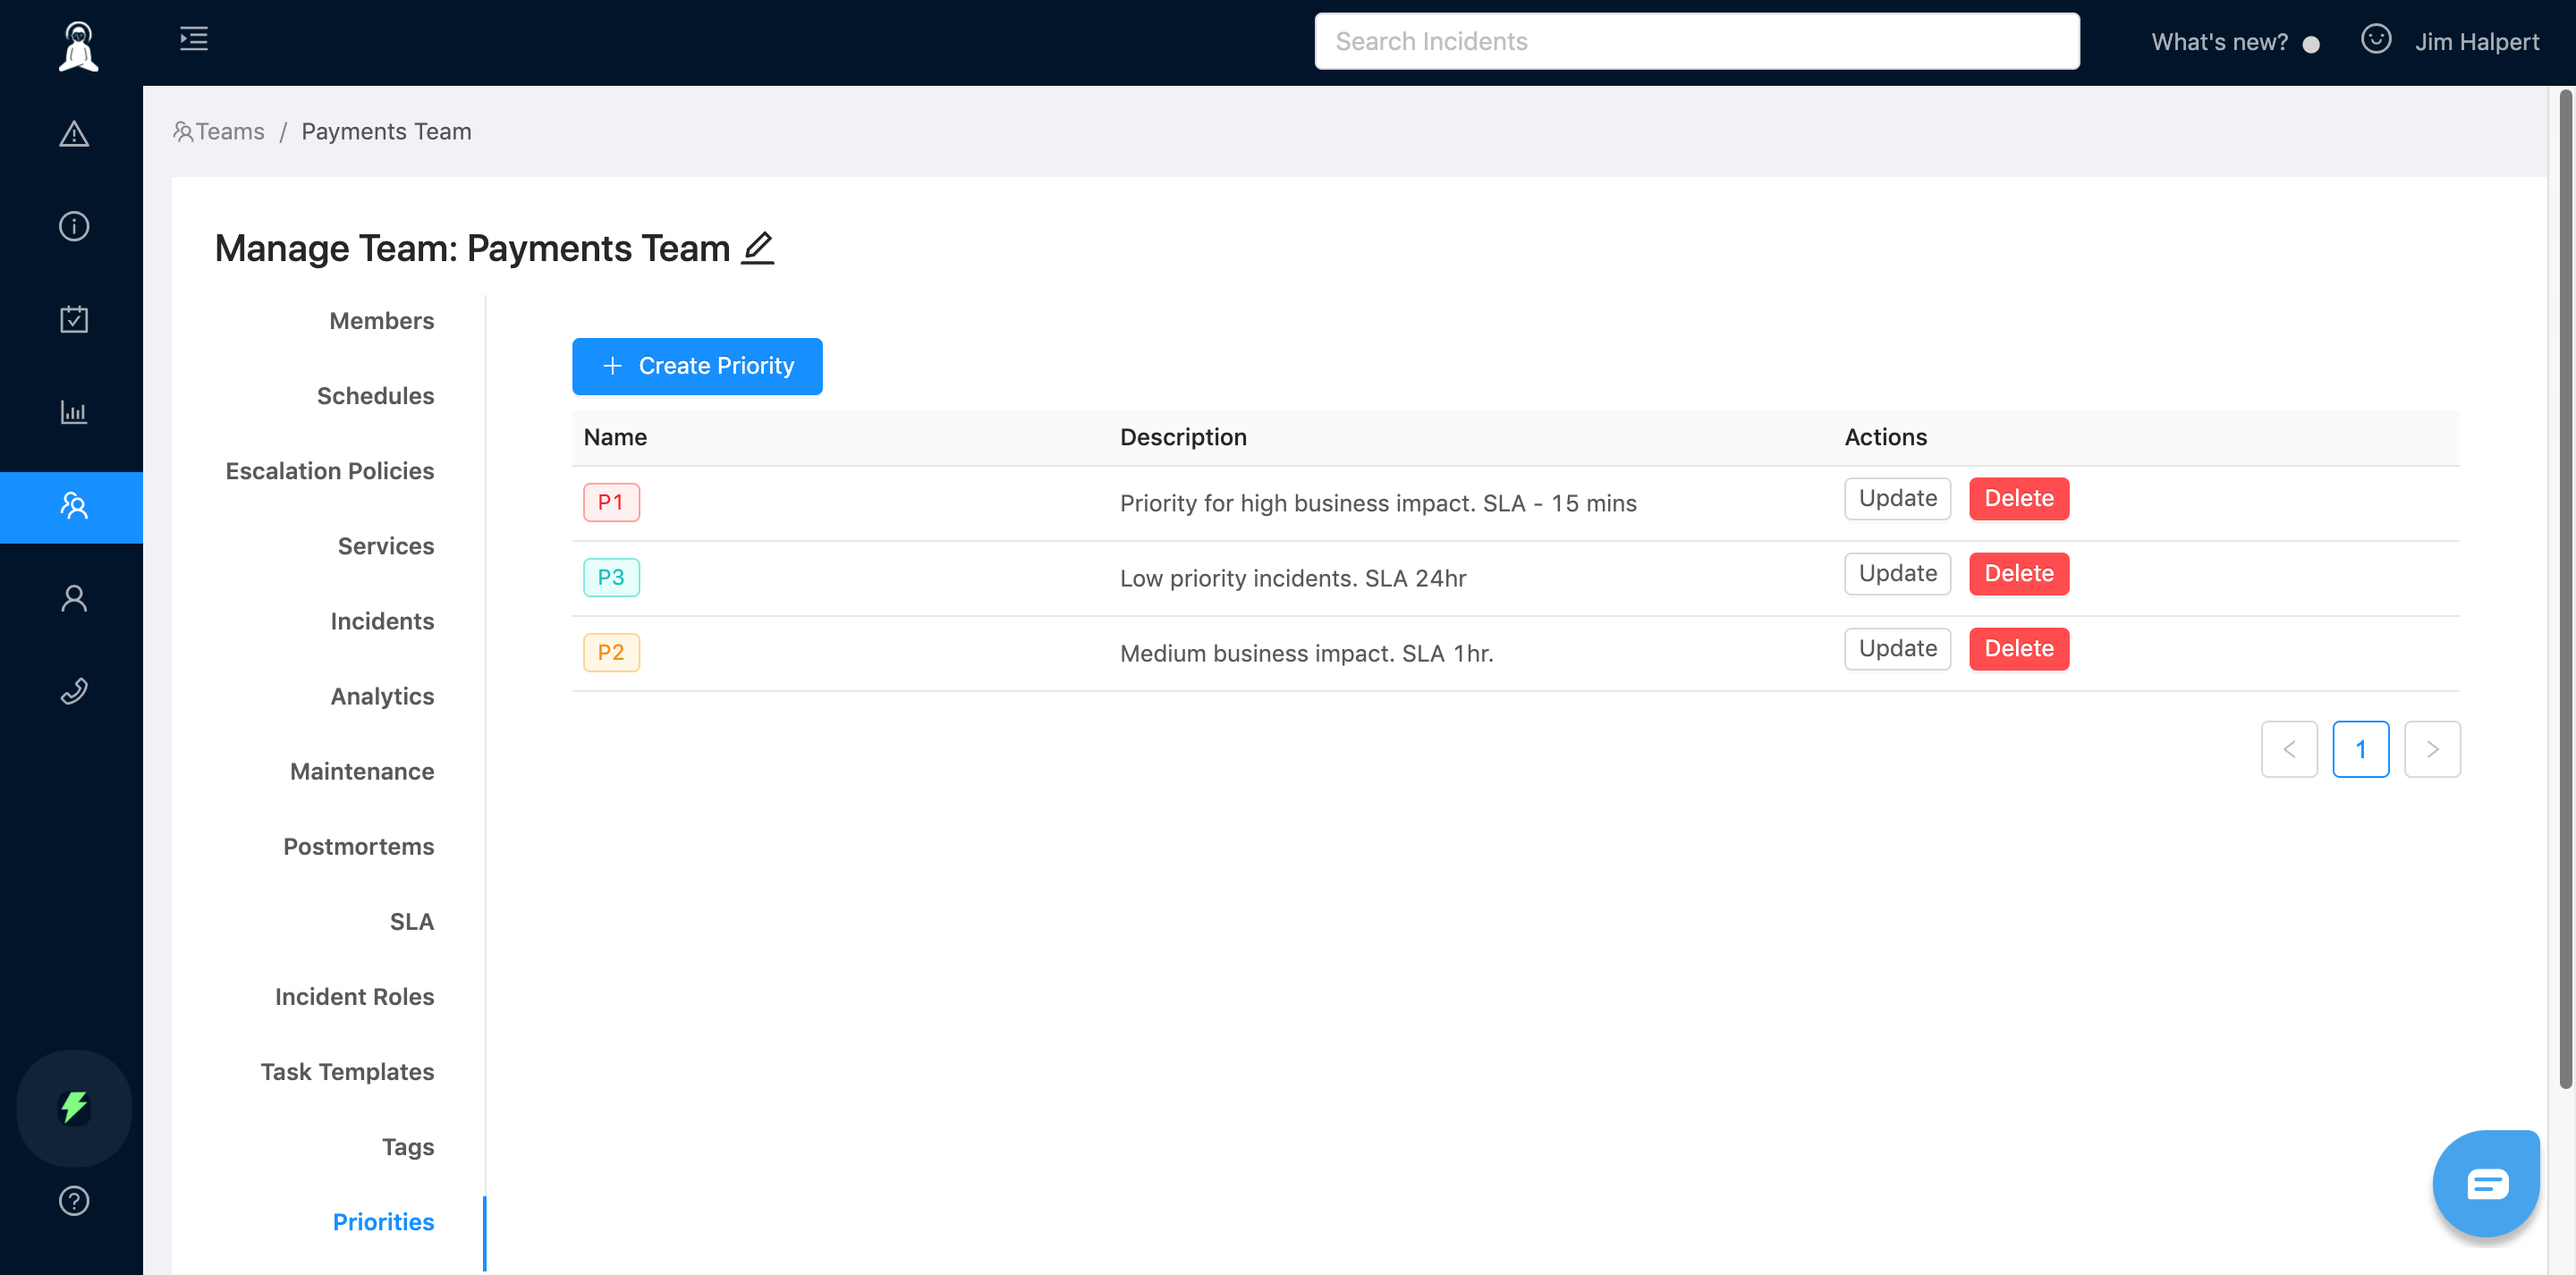 Search Incidents
What's new?
Jim Halpert
Teams / Payments Team
Manage Team: Payments Team
Members
Schedules
Escalation Policies
Services
Incidents
Analytics
Maintenance
Postmortems
SLA
Incident Roles
Task Templates
Tags
Priorities
+ Create Priority
Name Description Actions
P1 Priority for high business impact. SLA - 15 mins Update Delete
P3 Low priority incidents. SLA 24hr Update Delete
P2 Medium business impact. SLA 1hr. Update Delete
< 1 >